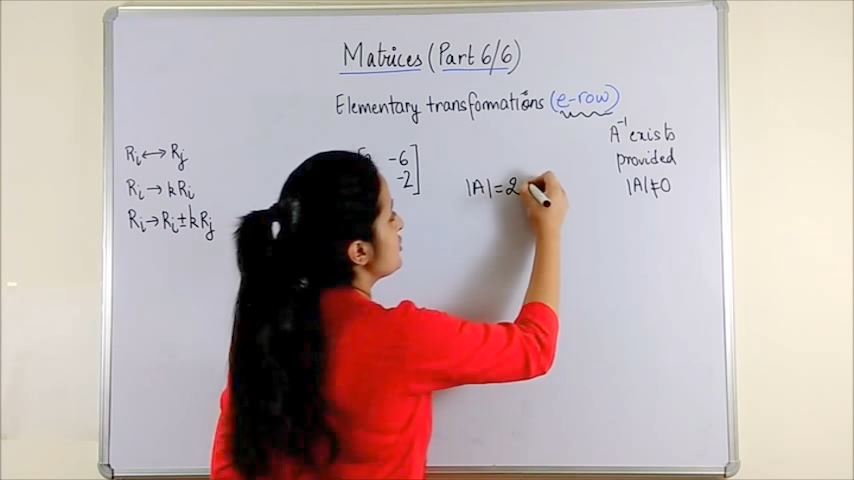 Matrices (Part 6/6)
Elementary transformations (e-row)
A⁻¹ exists
provided
|A|≠0
Rᵢ↔Rⱼ
Rᵢ→kRᵢ
Rᵢ→Rᵢ±kRⱼ
-6]
-2]
|A|=2